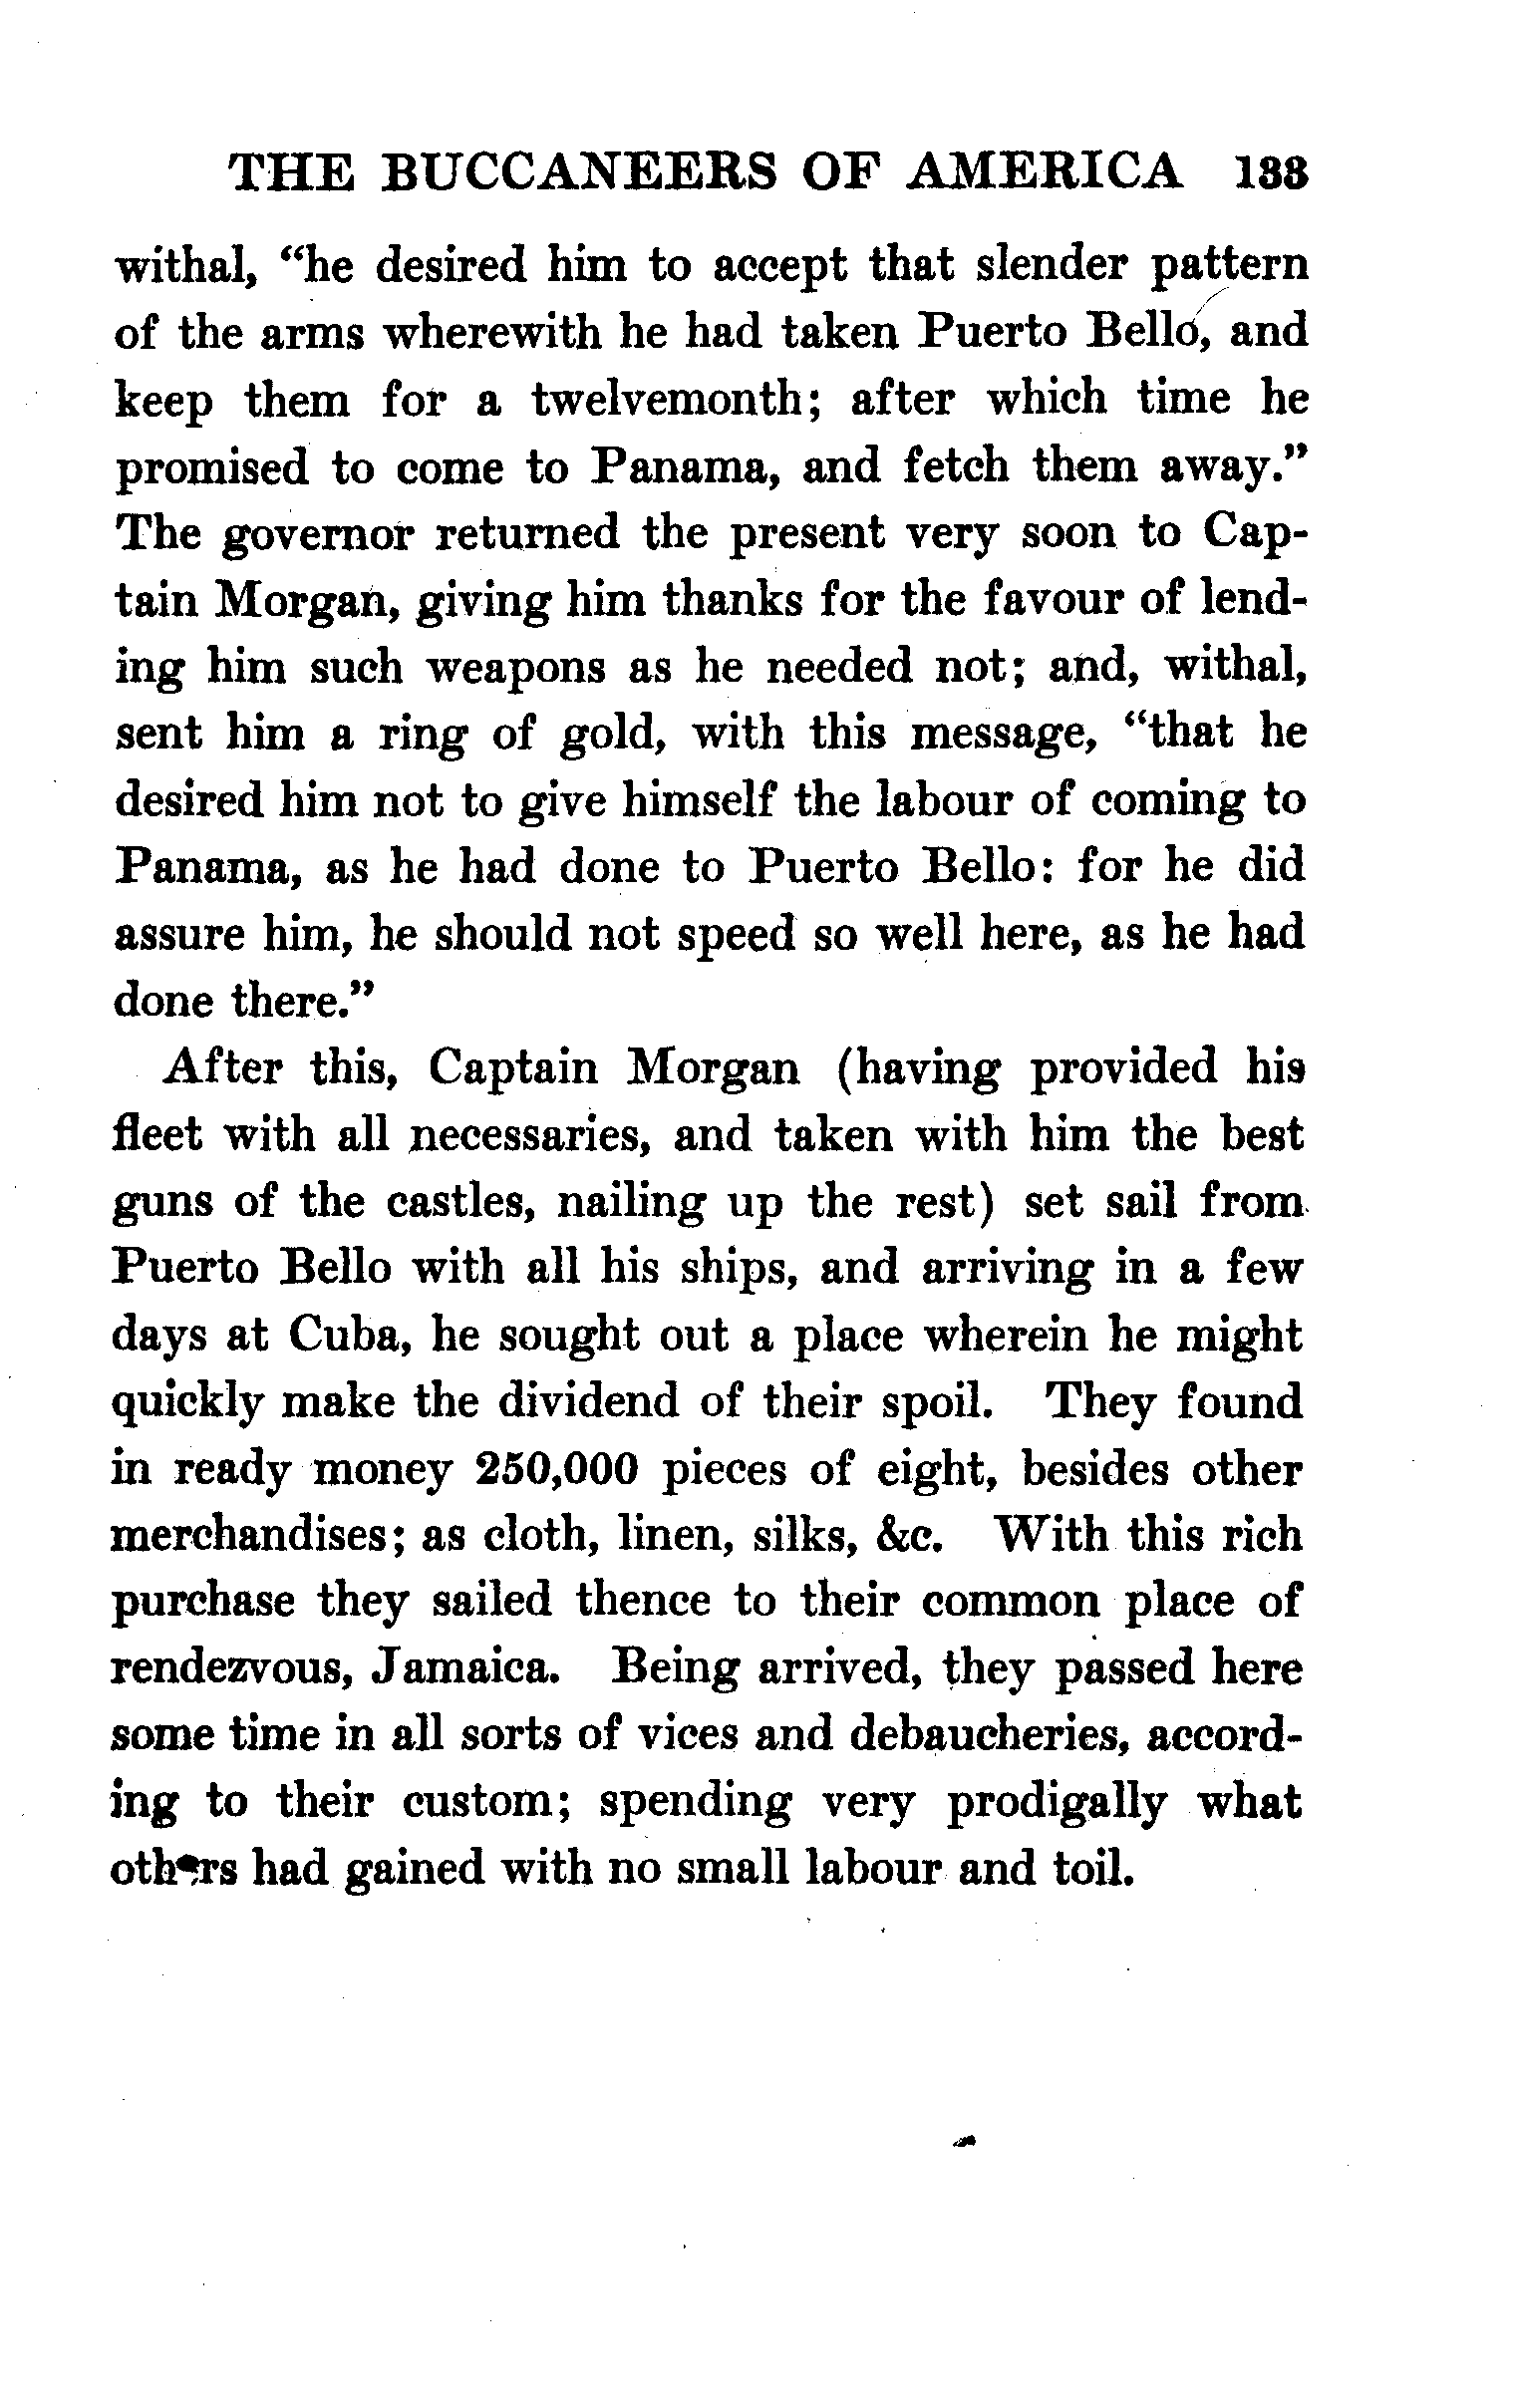 THE BUCCANEERS OF AMERICA 133
withal, “he desired him to accept that slender pattern
of the arms wherewith he had taken Puerto Bello, and
keep them for a twelvemonth; after which time he
promised to come to Panama, and fetch them away.”
The governor returned the present very soon to Cap-
tain Morgan, giving him thanks for the favour of lend-
ing him such weapons as he needed not; and, withal,
sent him a ring of gold, with this message, “that he
desired him not to give himself the labour of coming to
Panama, as he had done to Puerto Bello: for he did
assure him, he should not speed so well here, as he had
done there.”
After this, Captain Morgan (having provided his
fleet with all necessaries, and taken with him the best
guns of the castles, nailing up the rest) set sail from
Puerto Bello with all his ships, and arriving in a few
days at Cuba, he sought out a place wherein he might
quickly make the dividend of their spoil. They found
in ready money 250,000 pieces of eight, besides other
merchandises; as cloth, linen, silks, &c. With this rich
purchase they sailed thence to their common place of
rendezvous, Jamaica. Being arrived, they passed here
some time in all sorts of vices and debaucheries, accord-
ing to their custom; spending very prodigally what
others had gained with no small labour and toil.